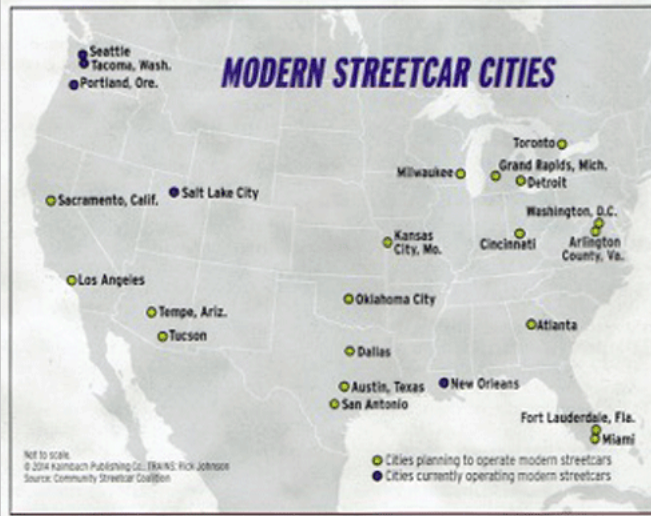 MODERN STREETCAR CITIES
Seattle
Tacoma, Wash.
Portland, Ore.
Toronto
Milwaukee
Grand Rapids, Mich.
Detroit
Salt Lake City
Sacramento, Calif.
Washington, D.C.
Kansas
City, Mo.
Cincinnati
Arlington
County, Va.
Los Angeles
Oklahoma City
Tempe, Ariz.
Tucson
Atlanta
Dallas
Austin, Texas
New Orleans
San Antonio
Fort Lauderdale, Fla.
Miami
Not to scale
© 2014 Kalmbach Publishing Co., TRAINS: Rick Johnson
Source: Community Streetcar Coalition
Cities planning to operate modern streetcars
Cities currently operating modern streetcars